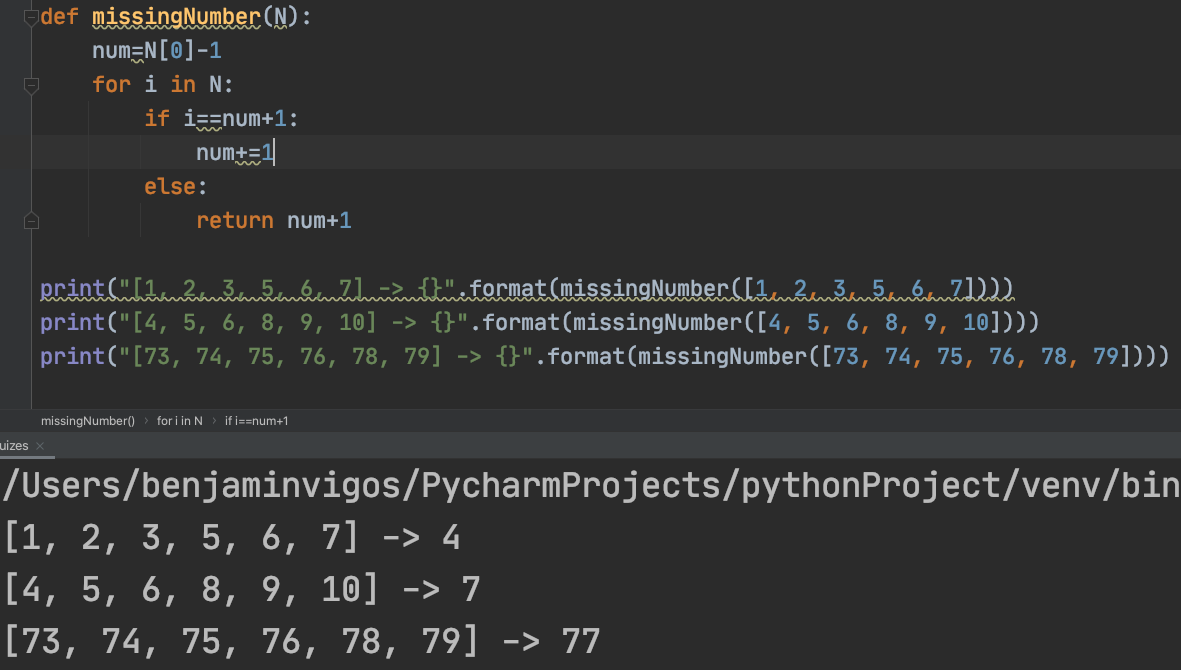 def missingNumber(N):
    num=N[0]-1
    for i in N:
        if i==num+1:
            num+=1
        else:
            return num+1
print("[1, 2, 3, 5, 6, 7] -> {}".format(missingNumber([1, 2, 3, 5, 6, 7])))
print("[4, 5, 6, 8, 9, 10] -> {}".format(missingNumber([4, 5, 6, 8, 9, 10])))
print("[73, 74, 75, 76, 78, 79] -> {}".format(missingNumber([73, 74, 75, 76, 78, 79])))
missingNumber() › for i in N › if i==num+1
uizes ×
/Users/benjaminvigos/PycharmProjects/pythonProject/venv/bin
[1, 2, 3, 5, 6, 7] -> 4
[4, 5, 6, 8, 9, 10] -> 7
[73, 74, 75, 76, 78, 79] -> 77